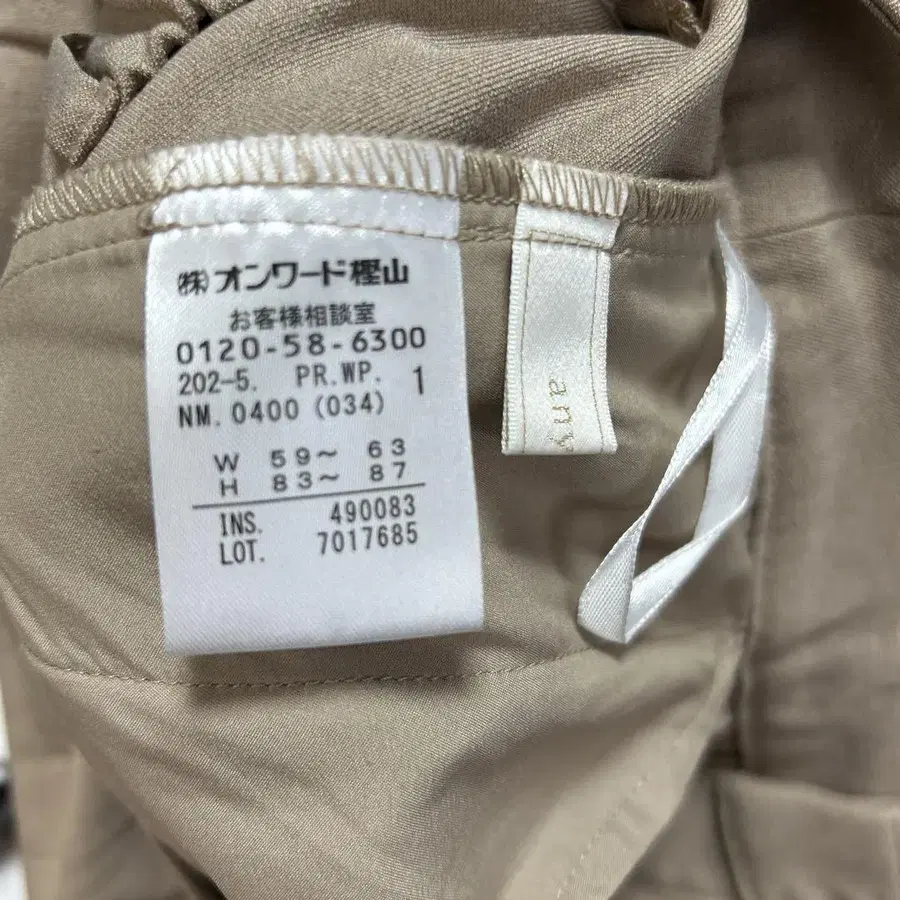 ㈱オンワード樫山
お客様相談室
0120-58-6300
202-5. PR.WP. 1
NM.0400(034)
W 59〜 63
H 83〜 87
INS. 490083
LOT. 7017685
any